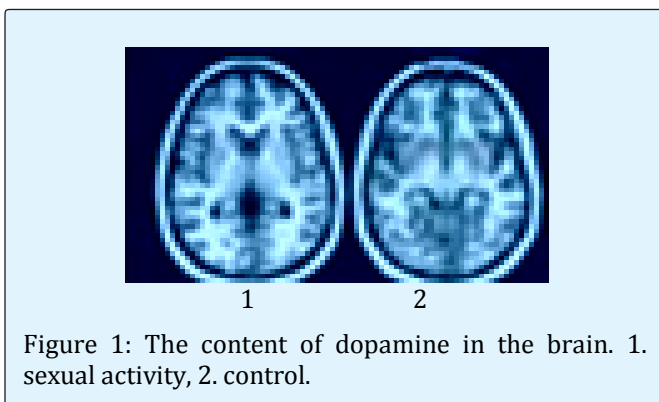 1 2
Figure 1: The content of dopamine in the brain. 1.
sexual activity, 2. control.